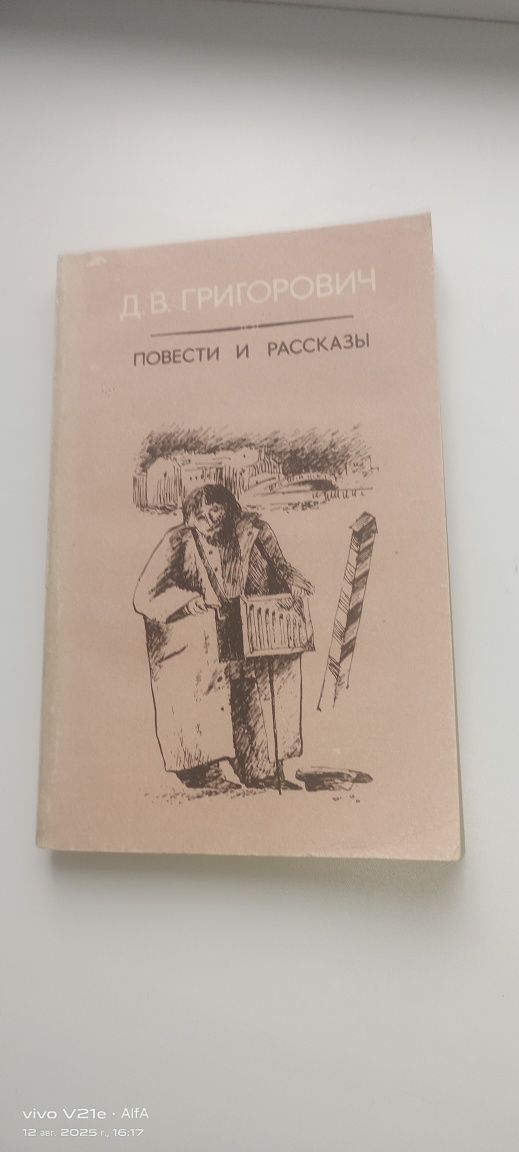 Д. В. ГРИГОРОВИЧ
ПОВЕСТИ И РАССКАЗЫ
vivo V21e · AlfA
12 авг. 2025 г., 16:17